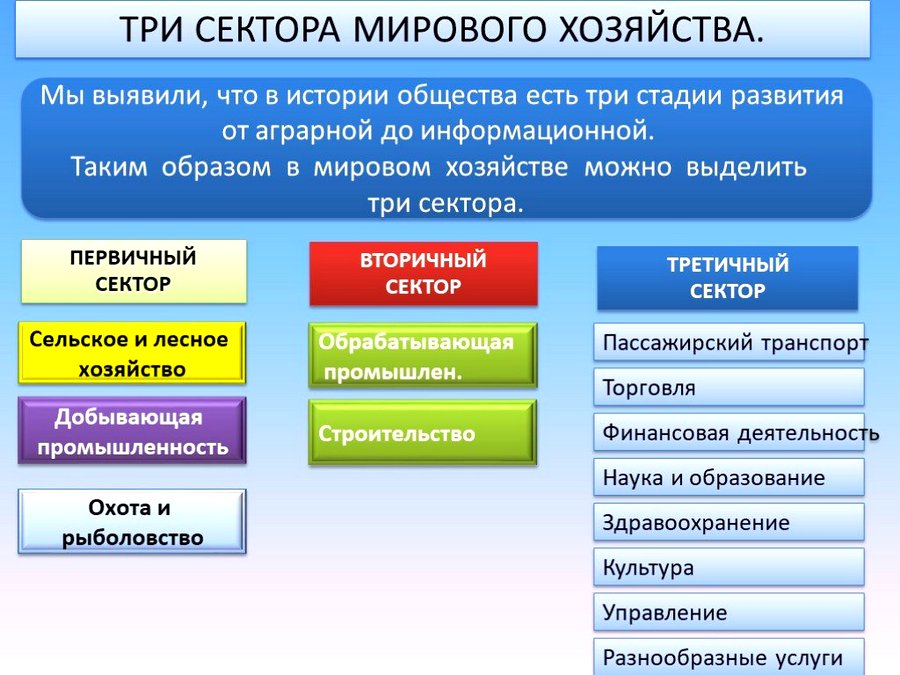 ТРИ СЕКТОРА МИРОВОГО ХОЗЯЙСТВА.
Мы выявили, что в истории общества есть три стадии развития
от аграрной до информационной.
Таким образом в мировом хозяйстве можно выделить
три сектора.
ПЕРВИЧНЫЙ
СЕКТОР
Сельское и лесное
хозяйство
Добывающая
промышленность
Охота и
рыболовство
ВТОРИЧНЫЙ
СЕКТОР
Обрабатывающая
промышлен.
Строительство
ТРЕТИЧНЫЙ
СЕКТОР
Пассажирский транспорт
Торговля
Финансовая деятельность
Наука и образование
Здравоохранение
Культура
Управление
Разнообразные услуги